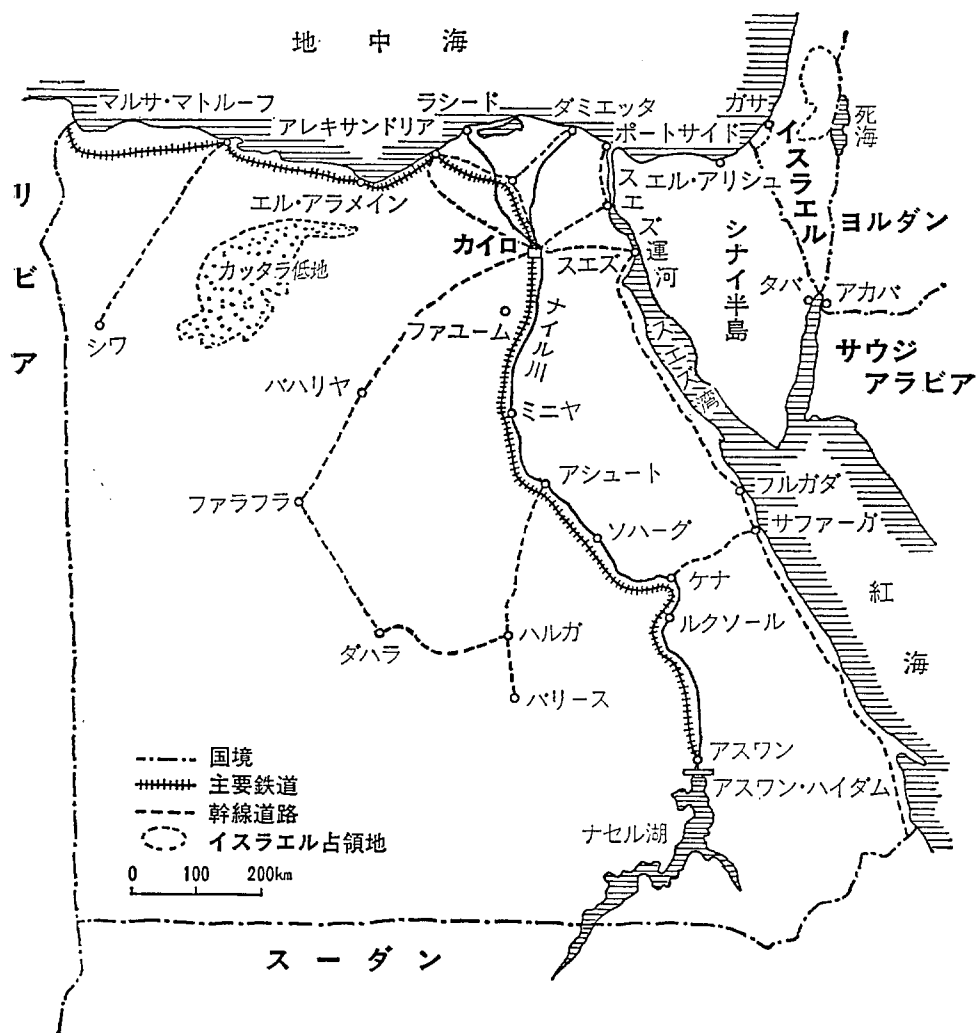 地中海
マルサ・マトルーフ
ラシード
ダミエッタ
ガザ
死海
アレキサンドリア
ポートサイド
イスラエル
エル・アラメイン
スエズ運河
エル・アリシュ
ヨルダン
リビア
カイロ
スエズ
シナイ半島
カッタラ低地
タバ
アカバ
シワ
ファユーム
ナイル川
スエズ湾
サウジ
アラビア
バハリヤ
ミニヤ
アシュート
フルガダ
ファラフラ
ソハーグ
サファーガ
ケナ
紅海
ルクソール
ダハラ
ハルガ
バリース
国境
主要鉄道
幹線道路
イスラエル占領地
0 100 200km
アスワン
アスワン・ハイダム
ナセル湖
スーダン